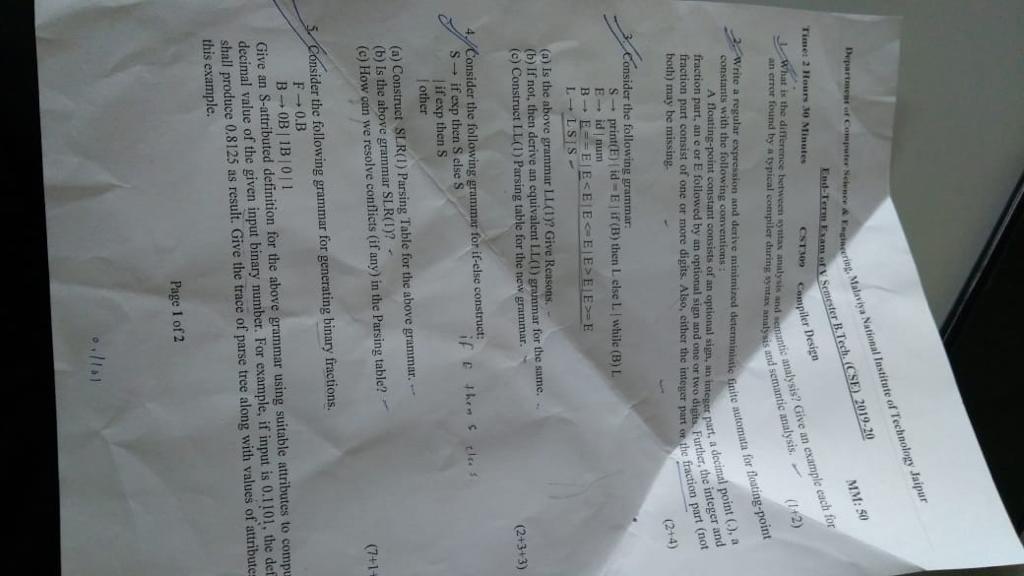 Department of Computer Science & Engineering, Malaviya National Institute of Technology Jaipur
End-Term Exam of V Semester B.Tech. (CSE) 2019-20
MM: 50
Time: 2 Hours 30 Minutes CST309 Compiler Design
1. What is the difference between syntax analysis and semantic analysis? Give an example each for
an error found by a typical compiler during syntax analysis and semantic analysis.
(1+2)
2. Write a regular expression and derive minimized deterministic finite automata for floating-point
constants with the following conventions :
A floating-point constant consists of an optional sign, an integer part, a decimal point (.), a
fraction part, an e or E followed by an optional sign and one or two digits. Further, the integer and
fraction part consist of one or more digits. Also, either the integer part or the fraction part (not
both) may be missing.
(2+4)
3. Consider the following grammar:
S → print(E) | id = E | if (B) then L else L | while (B) L
E → id | num
B → E = = E | E < E | E <= E | E > E | E >= E
L → L S | S
(a) Is the above grammar LL(1)? Give Reasons.
(b) If not, then derive an equivalent LL(1) grammar for the same.
(c) Construct LL(1) Parsing table for the new grammar.
(2+3+3)
4. Consider the following grammar for if-else construct:
S → if exp then S else S
| if exp then S
| other
if E then S else S
(a) Construct SLR(1) Parsing Table for the above grammar.
(b) Is the above grammar SLR(1)?
(c) How can we resolve conflicts (if any) in the Parsing table?
(7+1+
5. Consider the following grammar for generating binary fractions.
F → 0.B
B → 0B | 1B | 0 | 1
Give an S-attributed definition for the above grammar using suitable attributes to compu
decimal value of the given input binary number. For example, if input is 0.1101, the def
shall produce 0.8125 as result. Give the trace of parse tree along with values of attributes
this example.
Page 1 of 2
0.1101